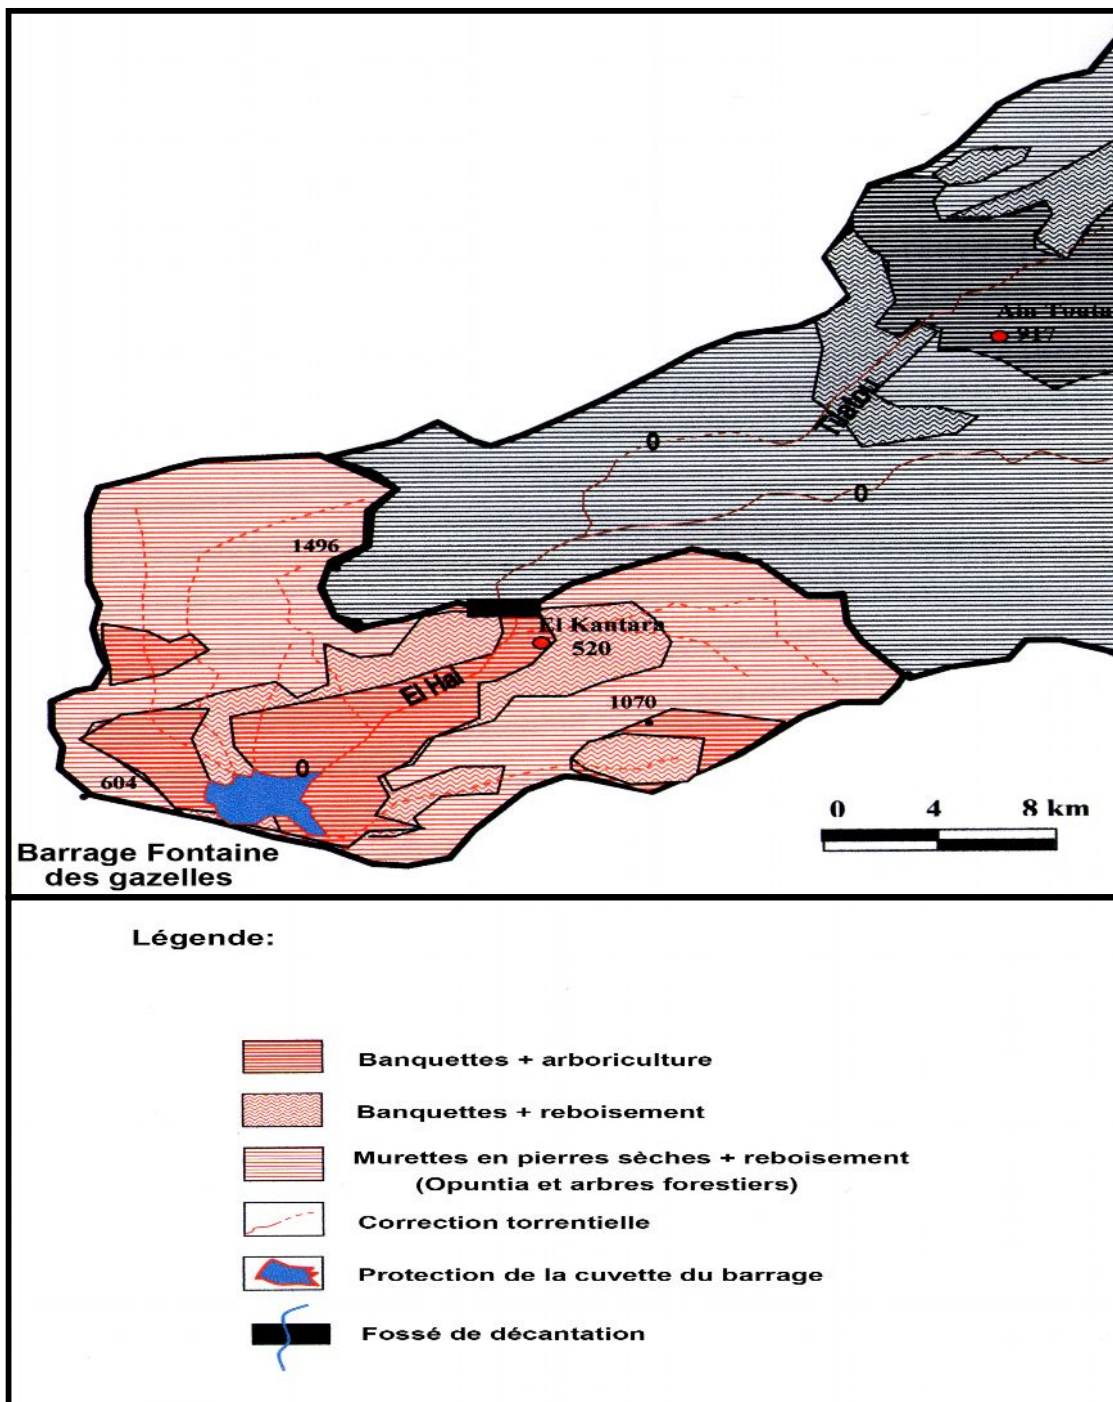 Ain Touta
917
Tilatou
0
0
1496
El Kantara
520
El Hai
1070
0
604
0 4 8 km
Barrage Fontaine
des gazelles
Légende:
Banquettes + arboriculture
Banquettes + reboisement
Murettes en pierres sèches + reboisement
(Opuntia et arbres forestiers)
Correction torrentielle
Protection de la cuvette du barrage
Fossé de décantation